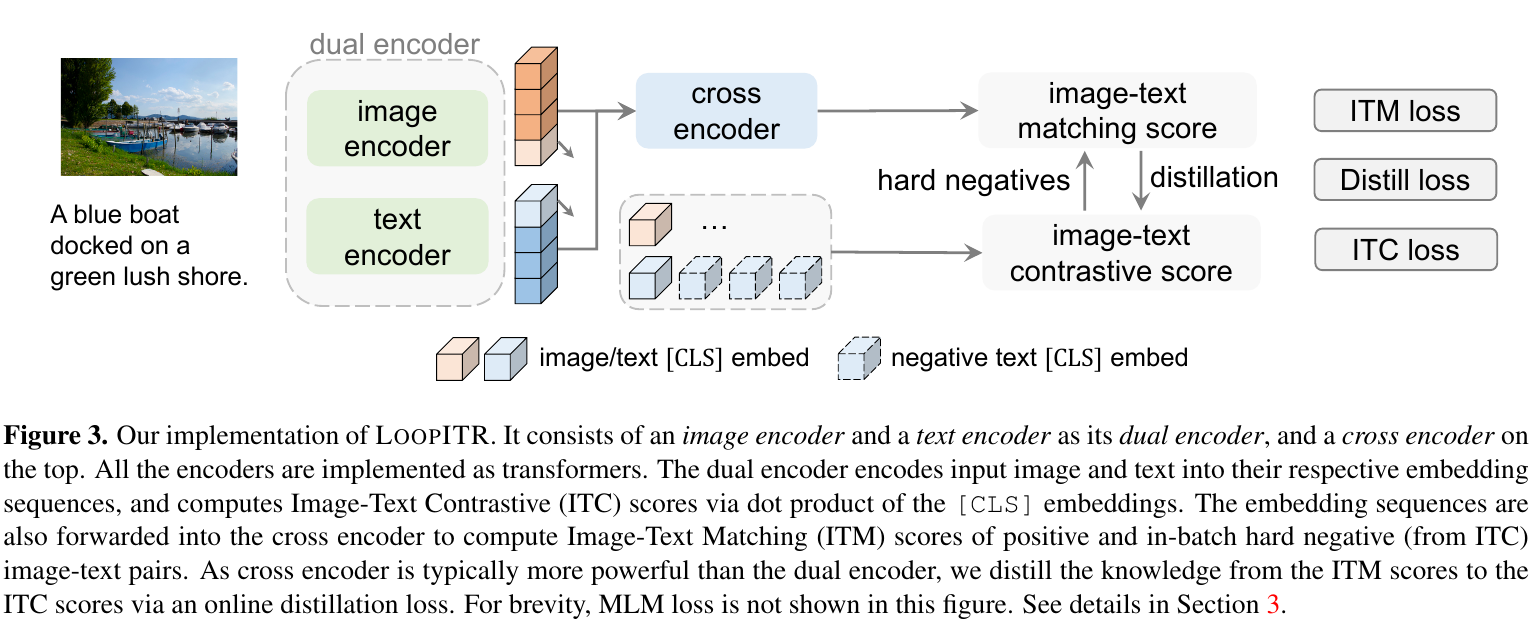 dual encoder
image
encoder
text
encoder
A blue boat
docked on a
green lush shore.
cross
encoder
...
image-text
matching score
hard negatives
distillation
image-text
contrastive score
ITM loss
Distill loss
ITC loss
image/text [CLS] embed
negative text [CLS] embed
Figure 3. Our implementation of LOOPITR. It consists of an image encoder and a text encoder as its dual encoder, and a cross encoder on
the top. All the encoders are implemented as transformers. The dual encoder encodes input image and text into their respective embedding
sequences, and computes Image-Text Contrastive (ITC) scores via dot product of the [CLS] embeddings. The embedding sequences are
also forwarded into the cross encoder to compute Image-Text Matching (ITM) scores of positive and in-batch hard negative (from ITC)
image-text pairs. As cross encoder is typically more powerful than the dual encoder, we distill the knowledge from the ITM scores to the
ITC scores via an online distillation loss. For brevity, MLM loss is not shown in this figure. See details in Section 3.